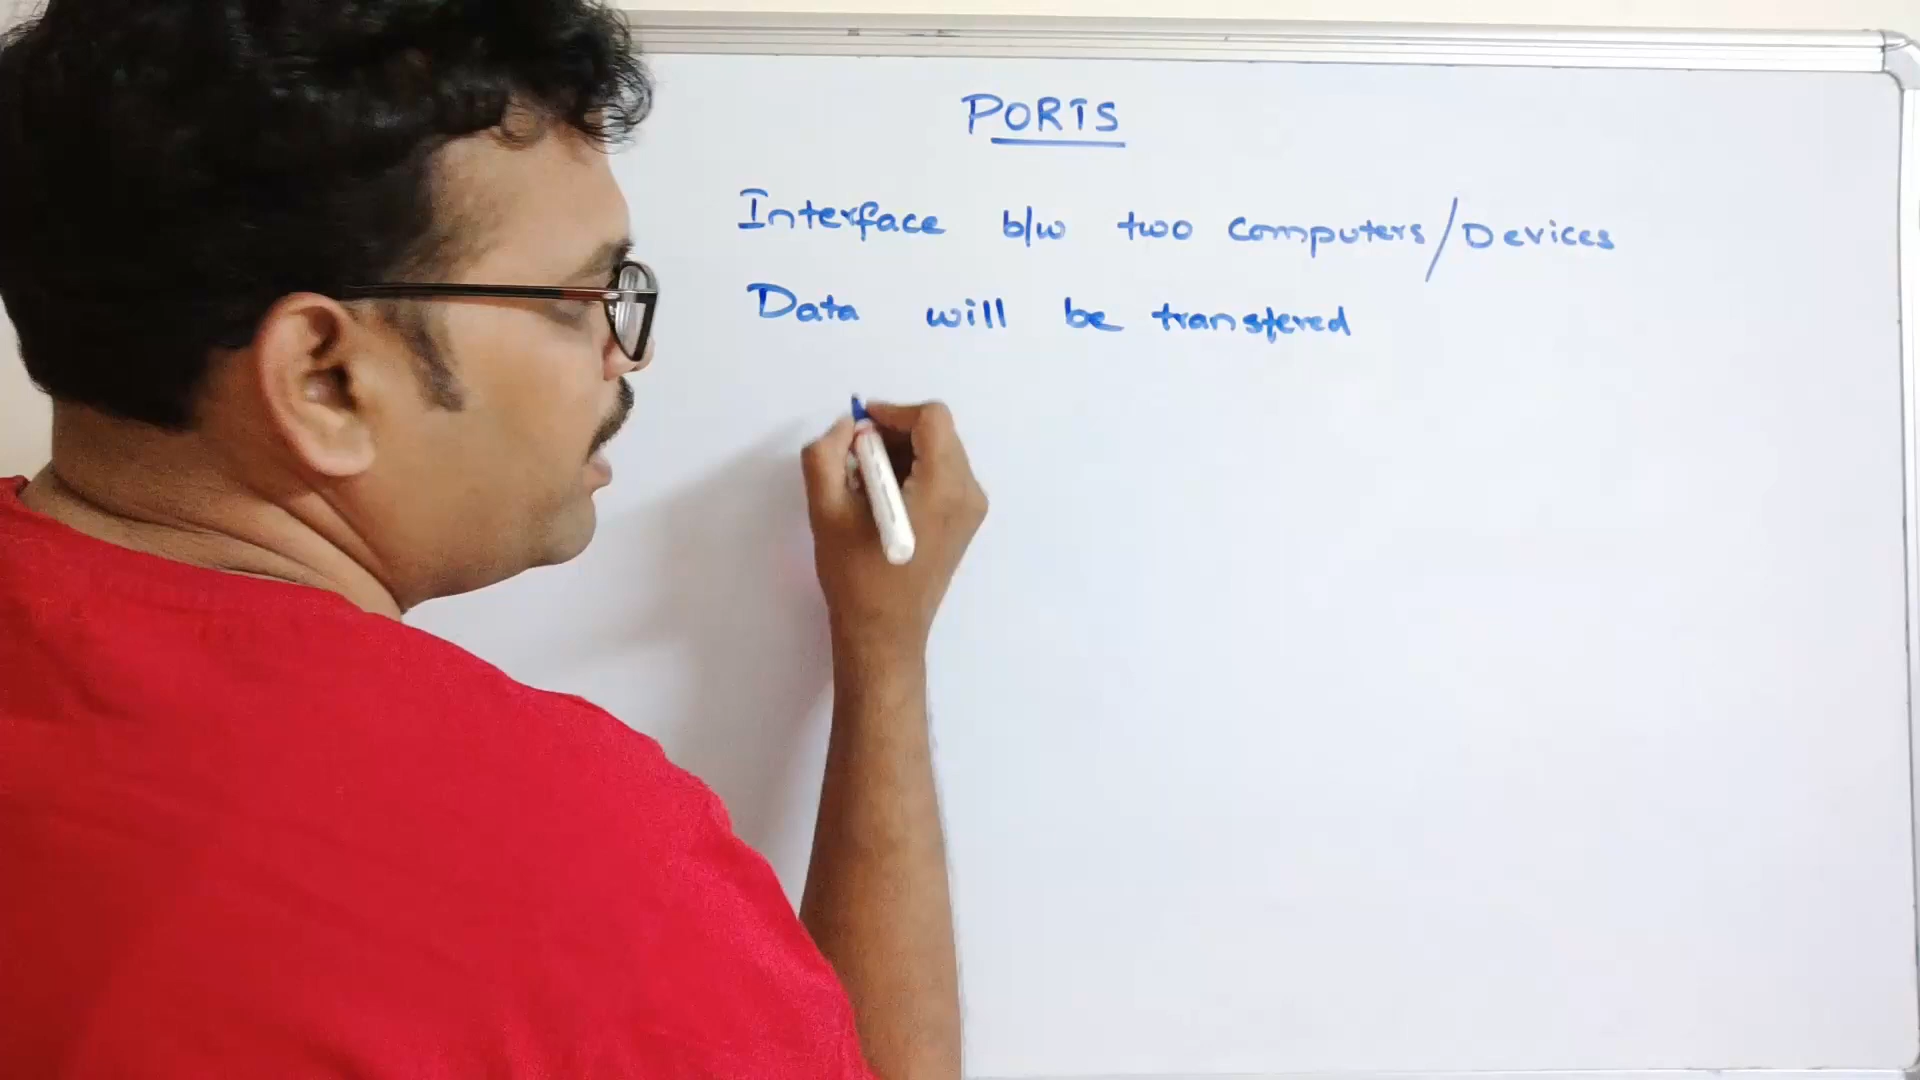 PORTS
Interface b/w two computers/Devices
Data will be transfered